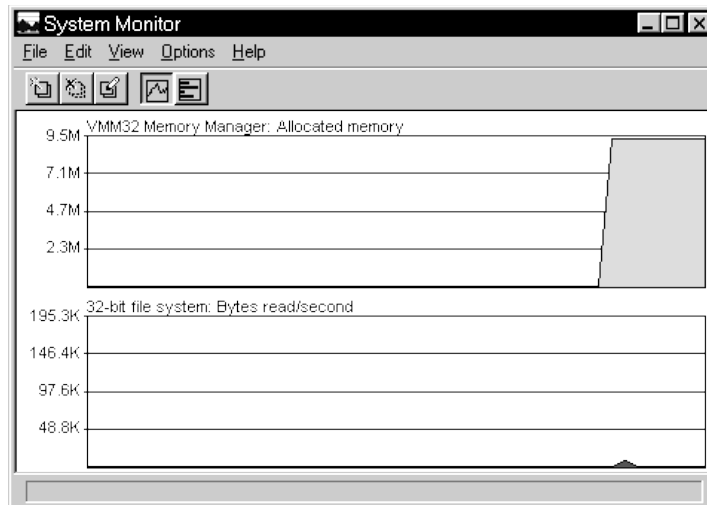 System Monitor
File Edit View Options Help
VMM32 Memory Manager: Allocated memory
9.5M
7.1M
4.7M
2.3M
32-bit file system: Bytes read/second
195.3K
146.4K
97.6K
48.8K